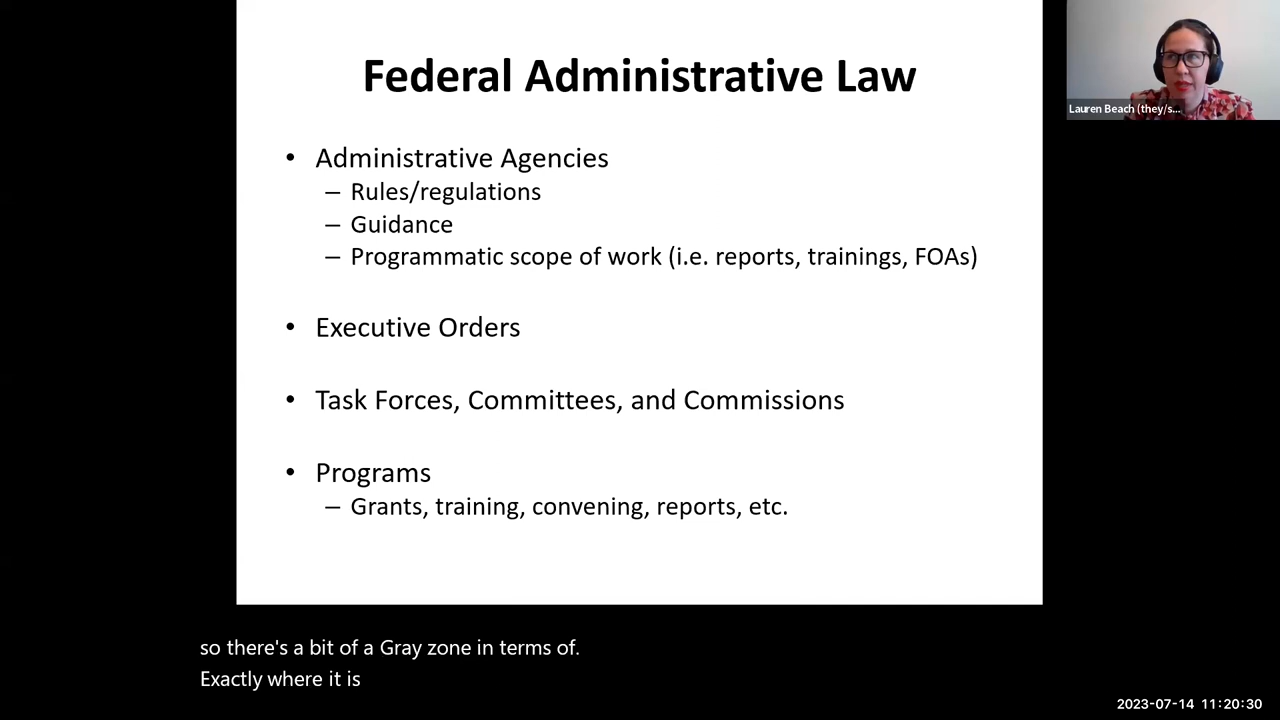 Federal Administrative Law
• Administrative Agencies
– Rules/regulations
– Guidance
– Programmatic scope of work (i.e. reports, trainings, FOAs)
• Executive Orders
• Task Forces, Committees, and Commissions
• Programs
– Grants, training, convening, reports, etc.
Lauren Beach (they/s...
so there's a bit of a Gray zone in terms of.
Exactly where it is
2023-07-14 11:20:30